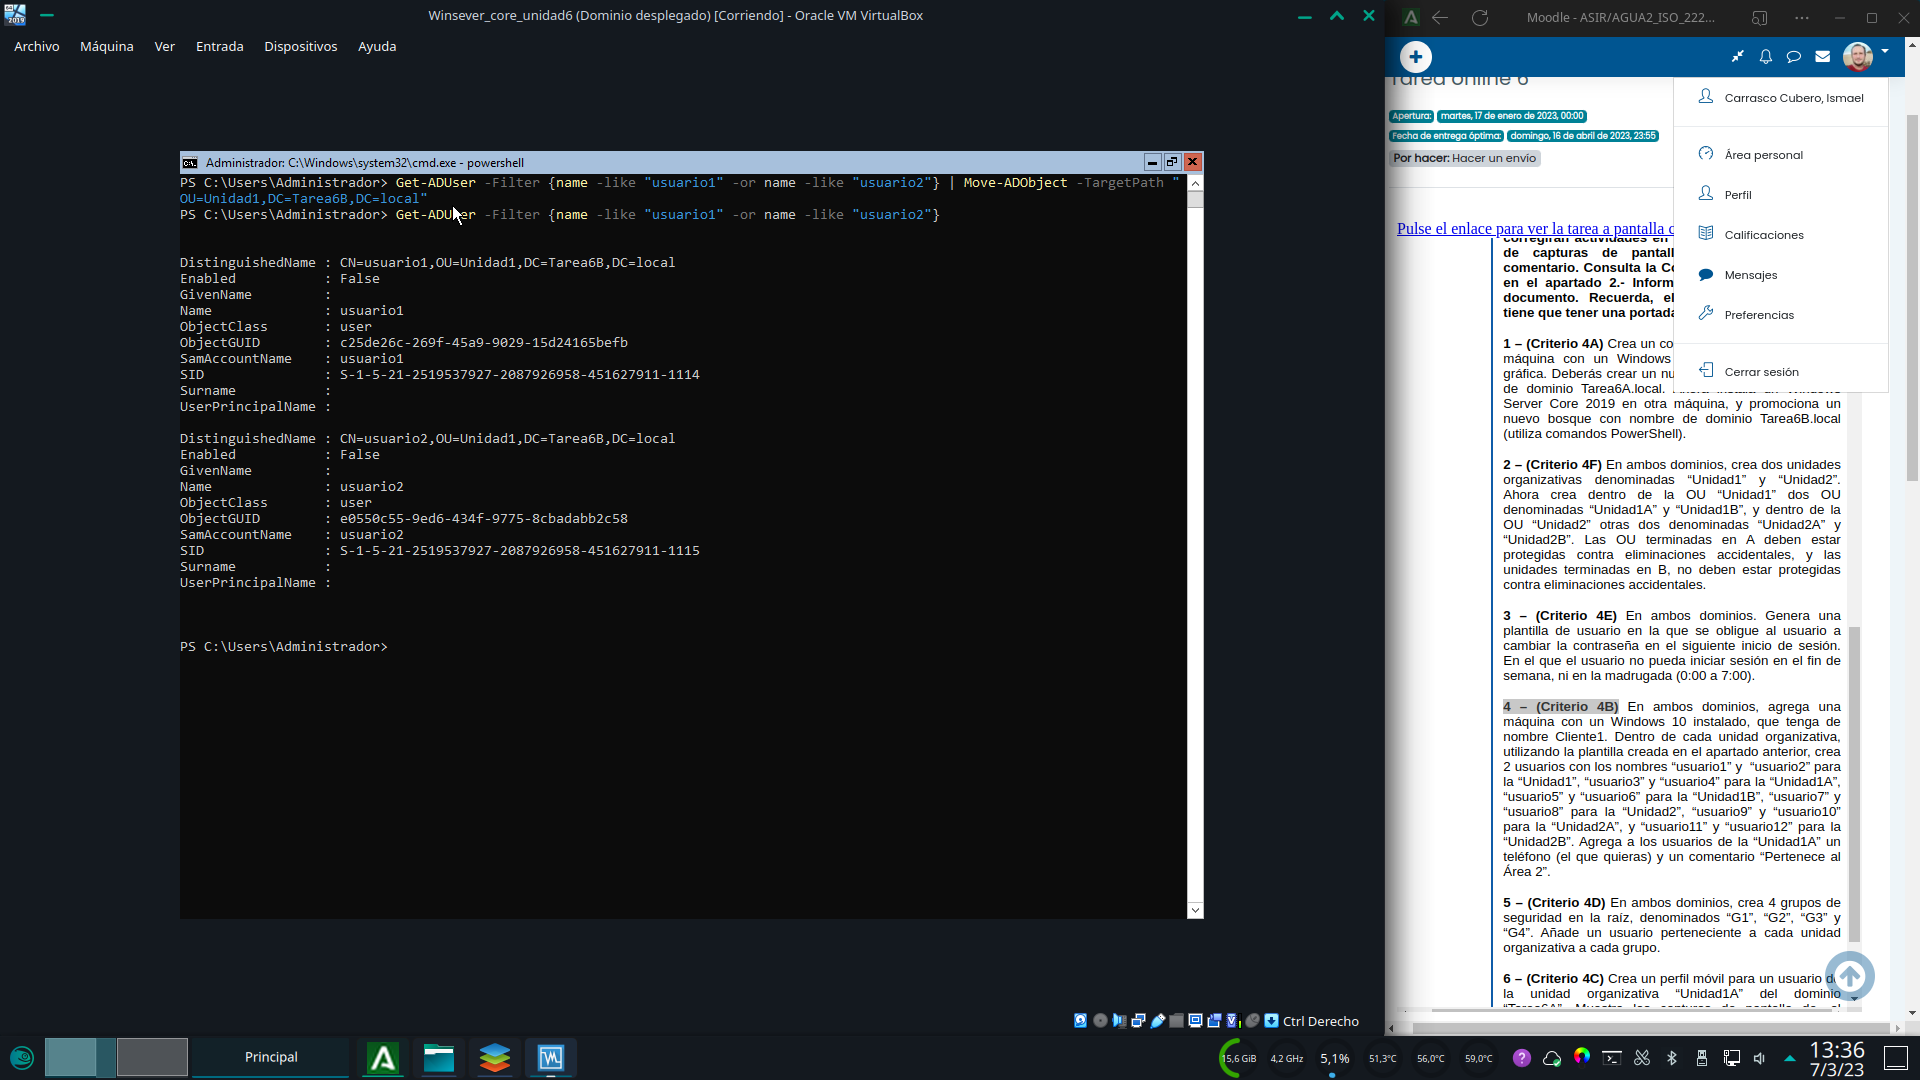 Winsever_core_unidad6 (Dominio desplegado) [Corriendo] - Oracle VM VirtualBox
Archivo Máquina Ver Entrada Dispositivos Ayuda
Administrador: C:\Windows\system32\cmd.exe - powershell
PS C:\Users\Administrador> Get-ADUser -Filter {name -like "usuario1" -or name -like "usuario2"} | Move-ADObject -TargetPath "
OU=Unidad1,DC=Tarea6B,DC=local"
PS C:\Users\Administrador> Get-ADUser -Filter {name -like "usuario1" -or name -like "usuario2"}
DistinguishedName : CN=usuario1,OU=Unidad1,DC=Tarea6B,DC=local
Enabled : False
GivenName :
Name : usuario1
ObjectClass : user
ObjectGUID : c25de26c-269f-45a9-9029-15d24165befb
SamAccountName : usuario1
SID : S-1-5-21-2519537927-2087926958-451627911-1114
Surname :
UserPrincipalName :
DistinguishedName : CN=usuario2,OU=Unidad1,DC=Tarea6B,DC=local
Enabled : False
GivenName :
Name : usuario2
ObjectClass : user
ObjectGUID : e0550c55-9ed6-434f-9775-8cbadabb2c58
SamAccountName : usuario2
SID : S-1-5-21-2519537927-2087926958-451627911-1115
Surname :
UserPrincipalName :
PS C:\Users\Administrador>
Ctrl Derecho
Moodle - ASIR/AGUA2_ISO_222...
Tarea online 6
Apertura: martes, 17 de enero de 2023, 00:00
Fecha de entrega óptima: domingo, 16 de abril de 2023, 23:55
Por hacer: Hacer un envío
Carrasco Cubero, Ismael
Área personal
Perfil
Calificaciones
Mensajes
Preferencias
Cerrar sesión
Pulse el enlace para ver la tarea a pantalla
corregirán actividades en
de capturas de pantall
comentario. Consulta la
en el apartado 2.- Inform
documento. Recuerda, el
tiene que tener una portada
1 – (Criterio 4A) Crea un co
máquina con un Windows
gráfica. Deberás crear un nu
de dominio Tarea6A.local.
Server Core 2019 en otra máquina, y promociona un
nuevo bosque con nombre de dominio Tarea6B.local
(utiliza comandos PowerShell).
2 – (Criterio 4F) En ambos dominios, crea dos unidades
organizativas denominadas “Unidad1” y “Unidad2”.
Ahora crea dentro de la OU “Unidad1” dos OU
denominadas “Unidad1A” y “Unidad1B”, y dentro de la
OU “Unidad2” otras dos denominadas “Unidad2A” y
“Unidad2B”. Las OU terminadas en A deben estar
protegidas contra eliminaciones accidentales, y las
unidades terminadas en B, no deben estar protegidas
contra eliminaciones accidentales.
3 – (Criterio 4E) En ambos dominios. Genera una
plantilla de usuario en la que se obligue al usuario a
cambiar la contraseña en el siguiente inicio de sesión.
En el que el usuario no pueda iniciar sesión en el fin de
semana, ni en la madrugada (0:00 a 7:00).
4 – (Criterio 4B) En ambos dominios, agrega una
máquina con un Windows 10 instalado, que tenga de
nombre Cliente1. Dentro de cada unidad organizativa,
utilizando la plantilla creada en el apartado anterior, crea
2 usuarios con los nombres “usuario1” y “usuario2” para
la “Unidad1”, “usuario3” y “usuario4” para la “Unidad1A”,
“usuario5” y “usuario6” para la “Unidad1B”, “usuario7” y
“usuario8” para la “Unidad2”, “usuario9” y “usuario10”
para la “Unidad2A”, y “usuario11” y “usuario12” para la
“Unidad2B”. Agrega a los usuarios de la “Unidad1A” un
teléfono (el que quieras) y un comentario “Pertenece al
Área 2”.
5 – (Criterio 4D) En ambos dominios, crea 4 grupos de
seguridad en la raíz, denominados “G1”, “G2”, “G3” y
“G4”. Añade un usuario perteneciente a cada unidad
organizativa a cada grupo.
6 – (Criterio 4C) Crea un perfil móvil para un usuario de
la unidad organizativa “Unidad1A” del dominio
Principal
15,6 GiB 4,2 GHz 5,1% 51,3°C 56,0°C 59,0°C
13:36
7/3/23